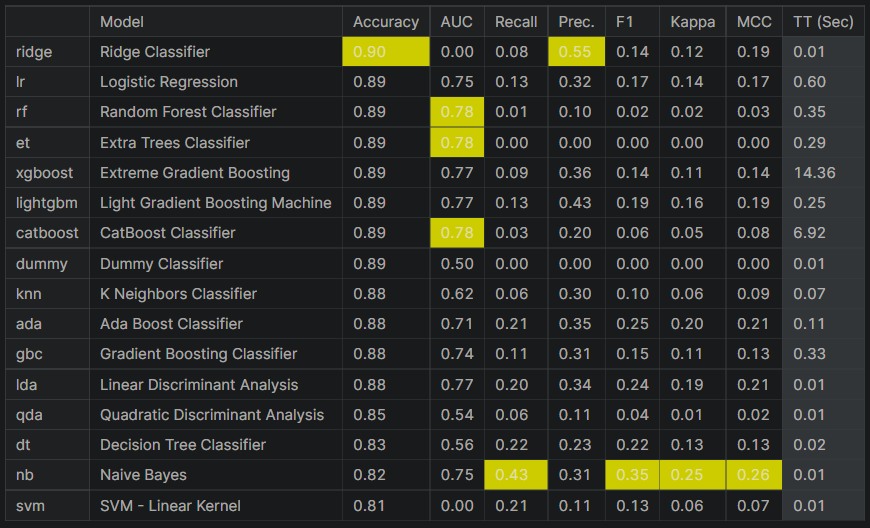 Model Accuracy AUC Recall Prec. F1 Kappa MCC TT (Sec)
ridge Ridge Classifier 0.90 0.00 0.08 0.55 0.14 0.12 0.19 0.01
lr Logistic Regression 0.89 0.75 0.13 0.32 0.17 0.14 0.17 0.60
rf Random Forest Classifier 0.89 0.78 0.01 0.10 0.02 0.02 0.03 0.35
et Extra Trees Classifier 0.89 0.78 0.00 0.00 0.00 0.00 0.00 0.29
xgboost Extreme Gradient Boosting 0.89 0.77 0.09 0.36 0.14 0.11 0.14 14.36
lightgbm Light Gradient Boosting Machine 0.89 0.77 0.13 0.43 0.19 0.16 0.19 0.25
catboost CatBoost Classifier 0.89 0.78 0.03 0.20 0.06 0.05 0.08 6.92
dummy Dummy Classifier 0.89 0.50 0.00 0.00 0.00 0.00 0.00 0.01
knn K Neighbors Classifier 0.88 0.62 0.06 0.30 0.10 0.06 0.09 0.07
ada Ada Boost Classifier 0.88 0.71 0.21 0.35 0.25 0.20 0.21 0.11
gbc Gradient Boosting Classifier 0.88 0.74 0.11 0.31 0.15 0.11 0.13 0.33
lda Linear Discriminant Analysis 0.88 0.77 0.20 0.34 0.24 0.19 0.21 0.01
qda Quadratic Discriminant Analysis 0.85 0.54 0.06 0.11 0.04 0.01 0.02 0.01
dt Decision Tree Classifier 0.83 0.56 0.22 0.23 0.22 0.13 0.13 0.02
nb Naive Bayes 0.82 0.75 0.43 0.31 0.35 0.25 0.26 0.01
svm SVM - Linear Kernel 0.81 0.00 0.21 0.11 0.13 0.06 0.07 0.01